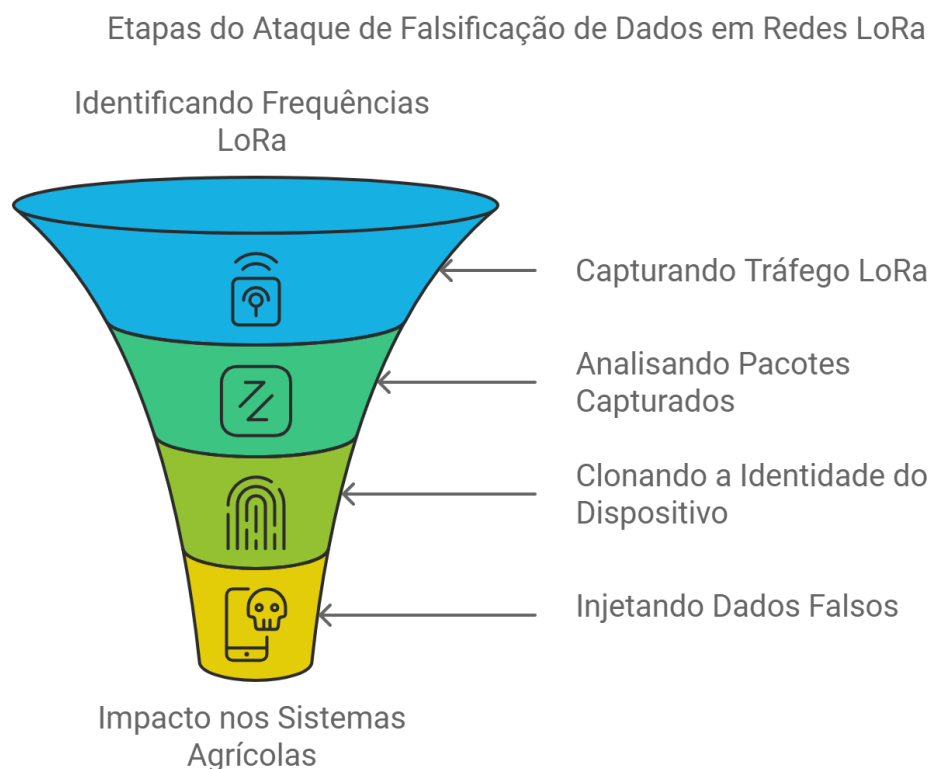 Etapas do Ataque de Falsificação de Dados em Redes LoRa
Identificando Frequências
LoRa
Capturando Tráfego LoRa
Analisando Pacotes
Capturados
Clonando a Identidade do
Dispositivo
Injetando Dados Falsos
Impacto nos Sistemas
Agrícolas